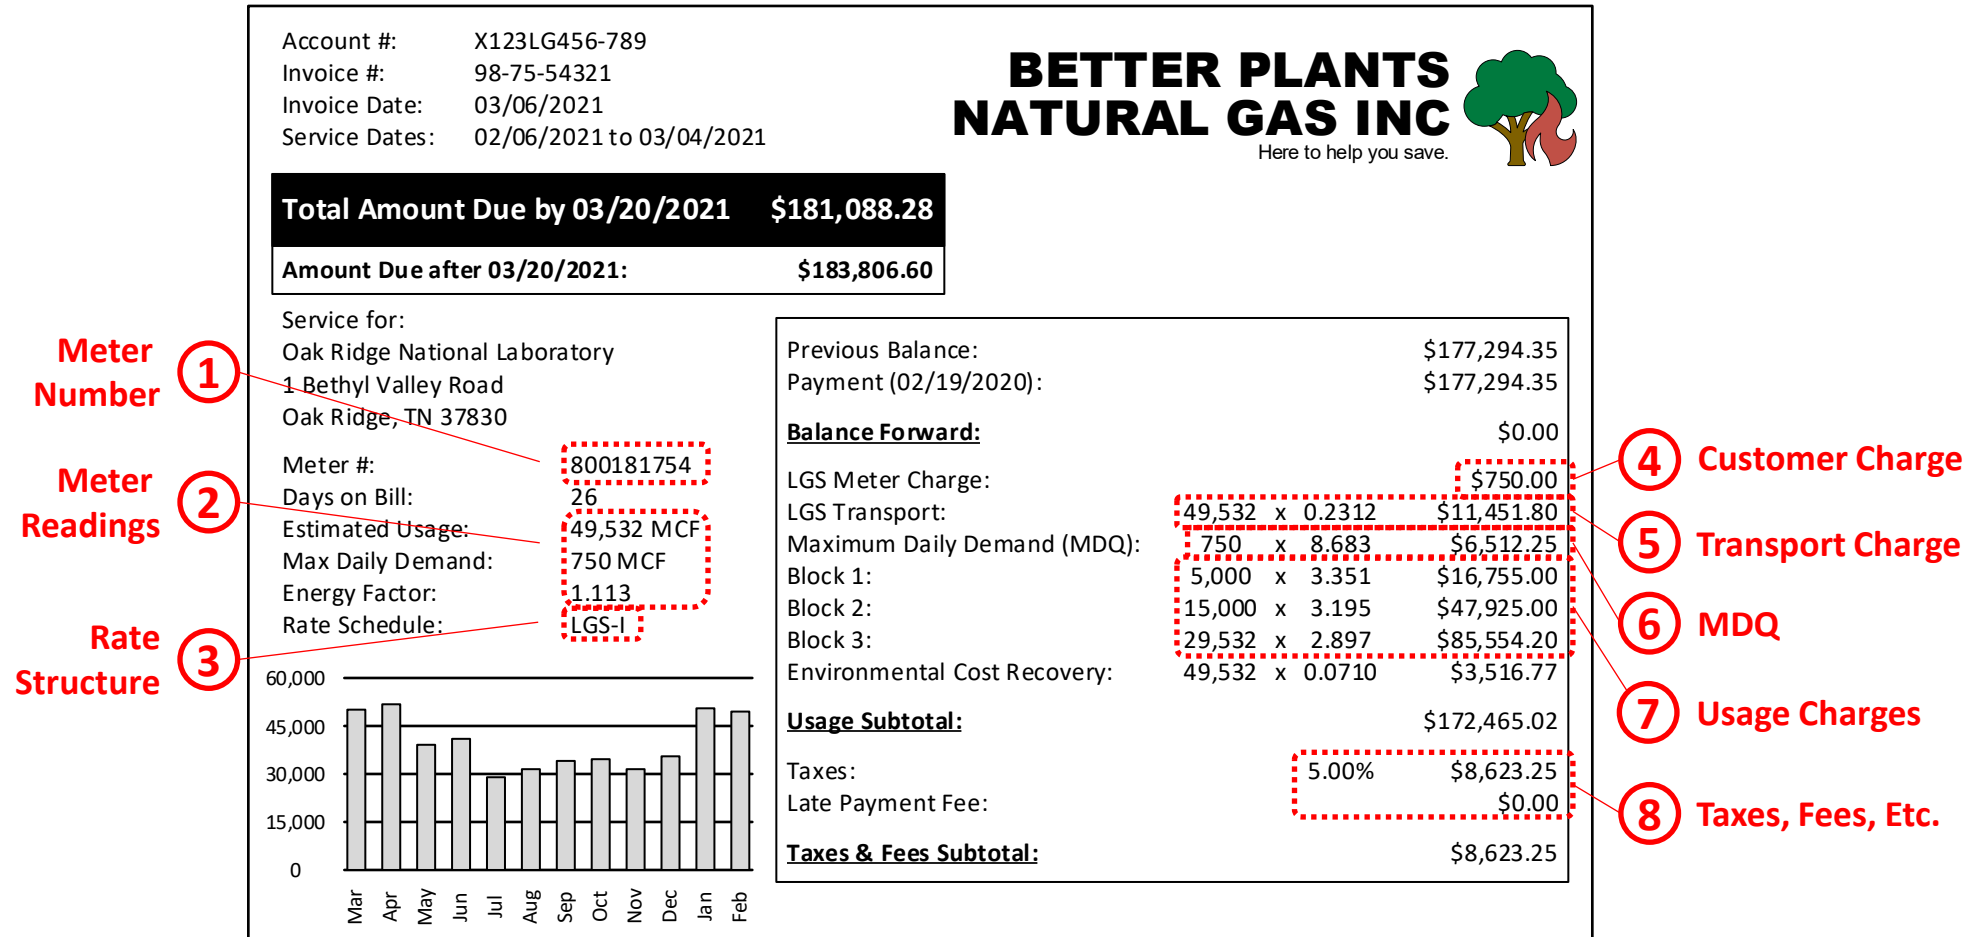 Account #: X123LG456-789
Invoice #: 98-75-54321
Invoice Date: 03/06/2021
Service Dates: 02/06/2021 to 03/04/2021
BETTER PLANTS
NATURAL GAS INC
Here to help you save.
Total Amount Due by 03/20/2021 $181,088.28
Amount Due after 03/20/2021: $183,806.60
Service for:
Oak Ridge National Laboratory
1 Bethyl Valley Road
Oak Ridge, TN 37830
Meter #: 800181754
Days on Bill: 26
Estimated Usage: 49,532 MCF
Max Daily Demand: 750 MCF
Energy Factor: 1.113
Rate Schedule: LGS-I
Meter
Number
1
Meter
Readings
2
Rate
Structure
3
60,000
45,000
30,000
15,000
0
Mar Apr May Jun Jul Aug Sep Oct Nov Dec Jan Feb
Previous Balance: $177,294.35
Payment (02/19/2020): $177,294.35
Balance Forward: $0.00
LGS Meter Charge: $750.00
LGS Transport: 49,532 x 0.2312 $11,451.80
Maximum Daily Demand (MDQ): 750 x 8.683 $6,512.25
Block 1: 5,000 x 3.351 $16,755.00
Block 2: 15,000 x 3.195 $47,925.00
Block 3: 29,532 x 2.897 $85,554.20
Environmental Cost Recovery: 49,532 x 0.0710 $3,516.77
Usage Subtotal: $172,465.02
Taxes: 5.00% $8,623.25
Late Payment Fee: $0.00
Taxes & Fees Subtotal: $8,623.25
4 Customer Charge
5 Transport Charge
6 MDQ
7 Usage Charges
8 Taxes, Fees, Etc.